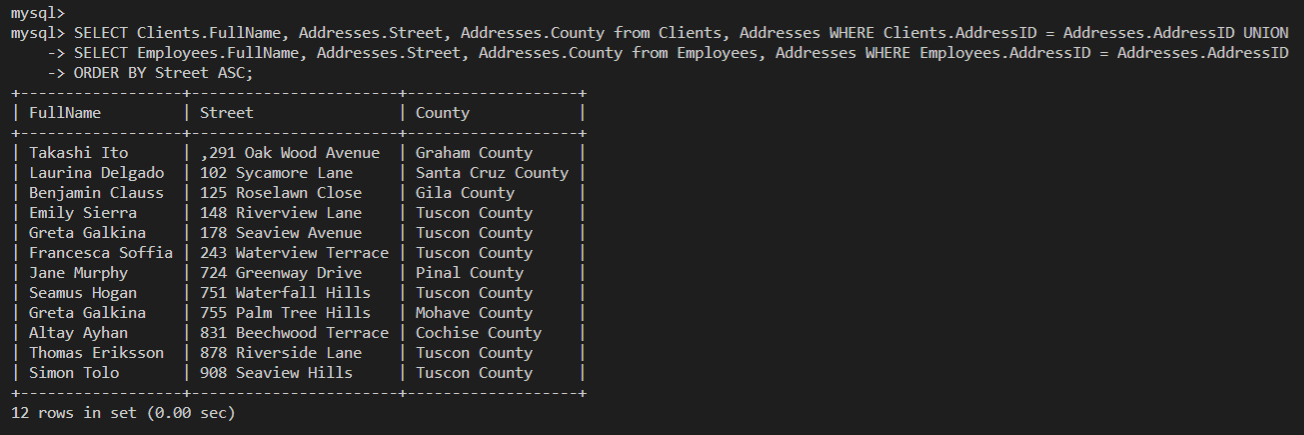 mysql>
mysql> SELECT Clients.FullName, Addresses.Street, Addresses.County from Clients, Addresses WHERE Clients.AddressID = Addresses.AddressID UNION
    -> SELECT Employees.FullName, Addresses.Street, Addresses.County from Employees, Addresses WHERE Employees.AddressID = Addresses.AddressID
    -> ORDER BY Street ASC;
+------------------+-----------------------+-------------------+
| FullName         | Street                | County            |
+------------------+-----------------------+-------------------+
| Takashi Ito      | ,291 Oak Wood Avenue  | Graham County     |
| Laurina Delgado  | 102 Sycamore Lane     | Santa Cruz County |
| Benjamin Clauss  | 125 Roselawn Close    | Gila County       |
| Emily Sierra     | 148 Riverview Lane    | Tuscon County     |
| Greta Galkina    | 178 Seaview Avenue    | Tuscon County     |
| Francesca Soffia | 243 Waterview Terrace | Tuscon County     |
| Jane Murphy      | 724 Greenway Drive    | Pinal County      |
| Seamus Hogan     | 751 Waterfall Hills   | Tuscon County     |
| Greta Galkina    | 755 Palm Tree Hills   | Mohave County     |
| Altay Ayhan      | 831 Beechwood Terrace | Cochise County    |
| Thomas Eriksson  | 878 Riverside Lane    | Tuscon County     |
| Simon Tolo       | 908 Seaview Hills     | Tuscon County     |
+------------------+-----------------------+-------------------+
12 rows in set (0.00 sec)